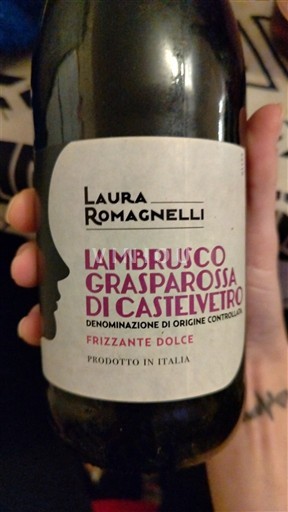 LAURA
ROMAGNELLI
LAMBRUSCO
GRASPAROSSA
DI CASTELVETRO
DENOMINAZIONE DI ORIGINE CONTROLLATA
FRIZZANTE DOLCE
PRODOTTO IN ITALIA